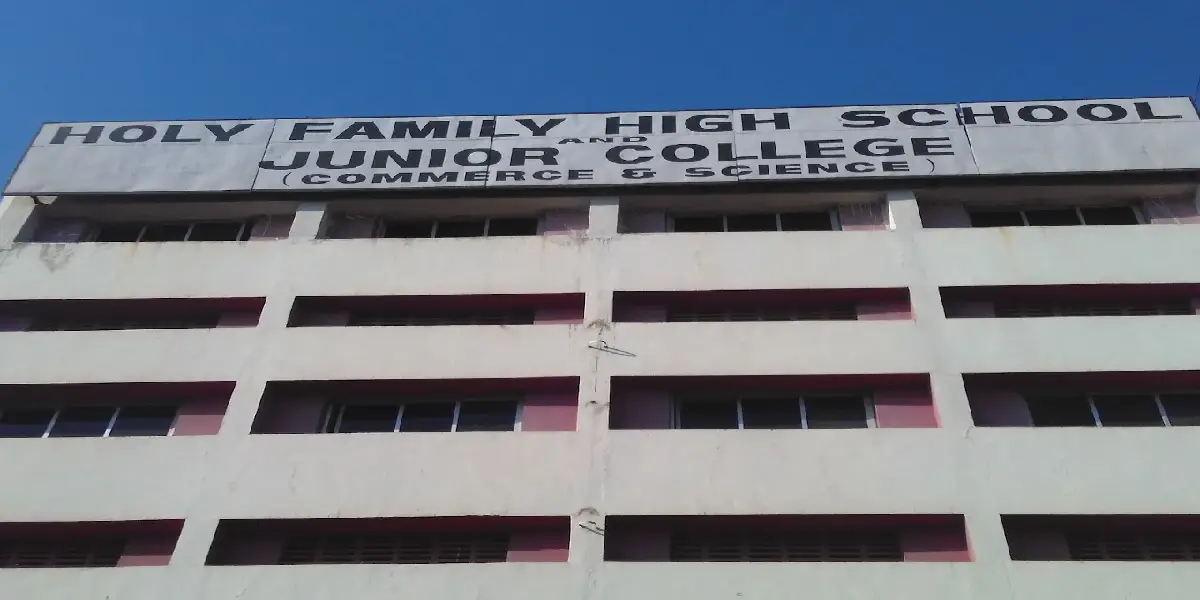 HOLY FAMILY HIGH SCHOOL
AND
JUNIOR COLLEGE
(COMMERCE & SCIENCE)